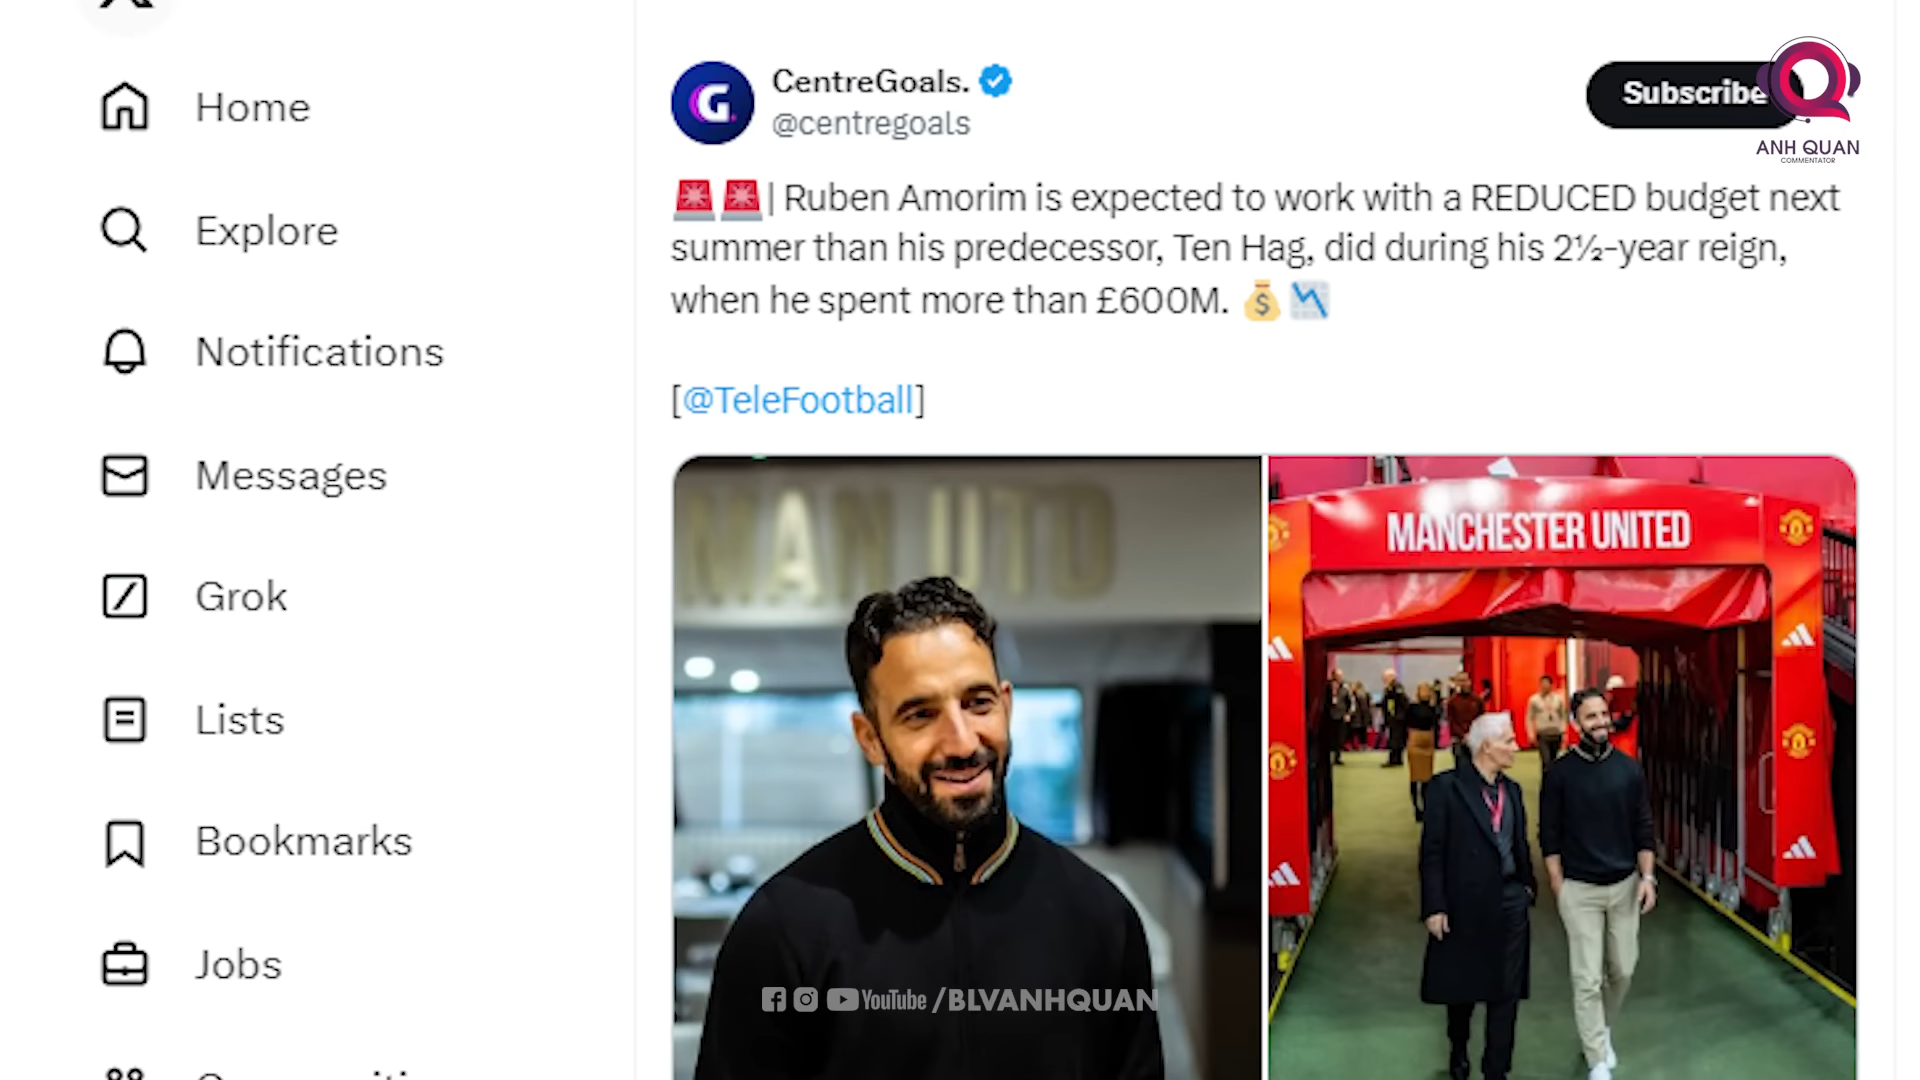 Home
Explore
Notifications
Messages
Grok
Lists
Bookmarks
Jobs
CentreGoals.
@centregoals
Subscribe
ANH QUAN
COMMENTATOR
🚨🚨| Ruben Amorim is expected to work with a REDUCED budget next
summer than his predecessor, Ten Hag, did during his 2½-year reign,
when he spent more than £600M. 💰📉
[@TeleFootball]
MAN UTD
MANCHESTER UNITED
YouTube /BLVANHQUAN